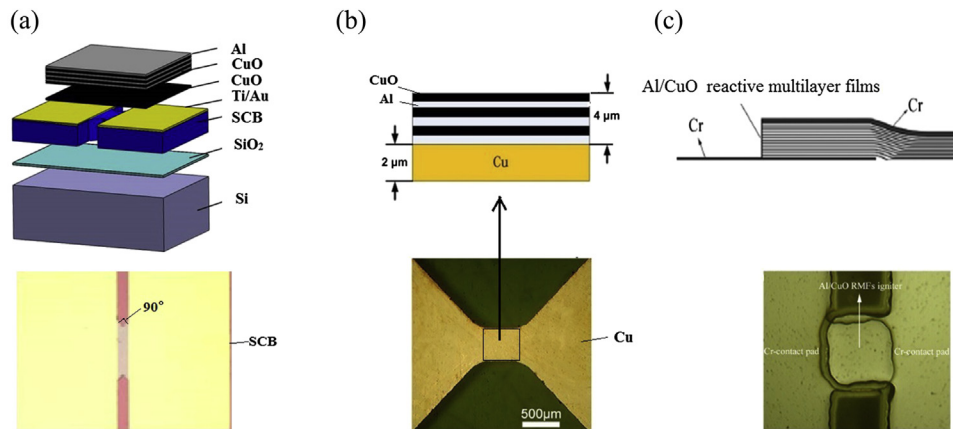 (a)
Al
CuO
CuO
Ti/Au
SCB
SiO₂
Si
90°
SCB
(b)
CuO
Al
4 μm
2 μm
Cu
Cu
500μm
(c)
Al/CuO reactive multilayer films
Cr
Cr
Al/CuO RMFs igniter
Cr-contact pad
Cr-contact pad